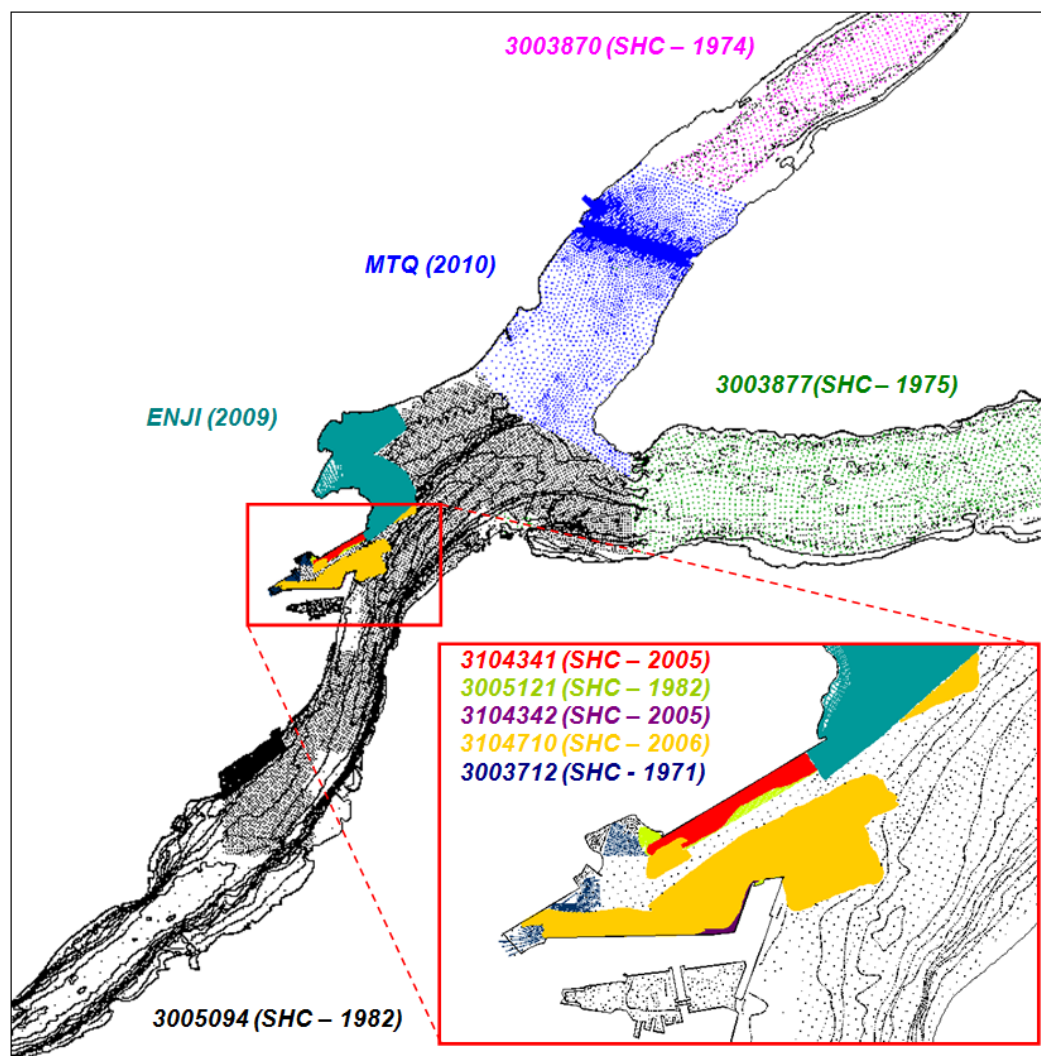 3003870 (SHC – 1974)
MTQ (2010)
3003877(SHC – 1975)
ENJI (2009)
3104341 (SHC – 2005)
3005121 (SHC – 1982)
3104342 (SHC – 2005)
3104710 (SHC – 2006)
3003712 (SHC - 1971)
3005094 (SHC – 1982)